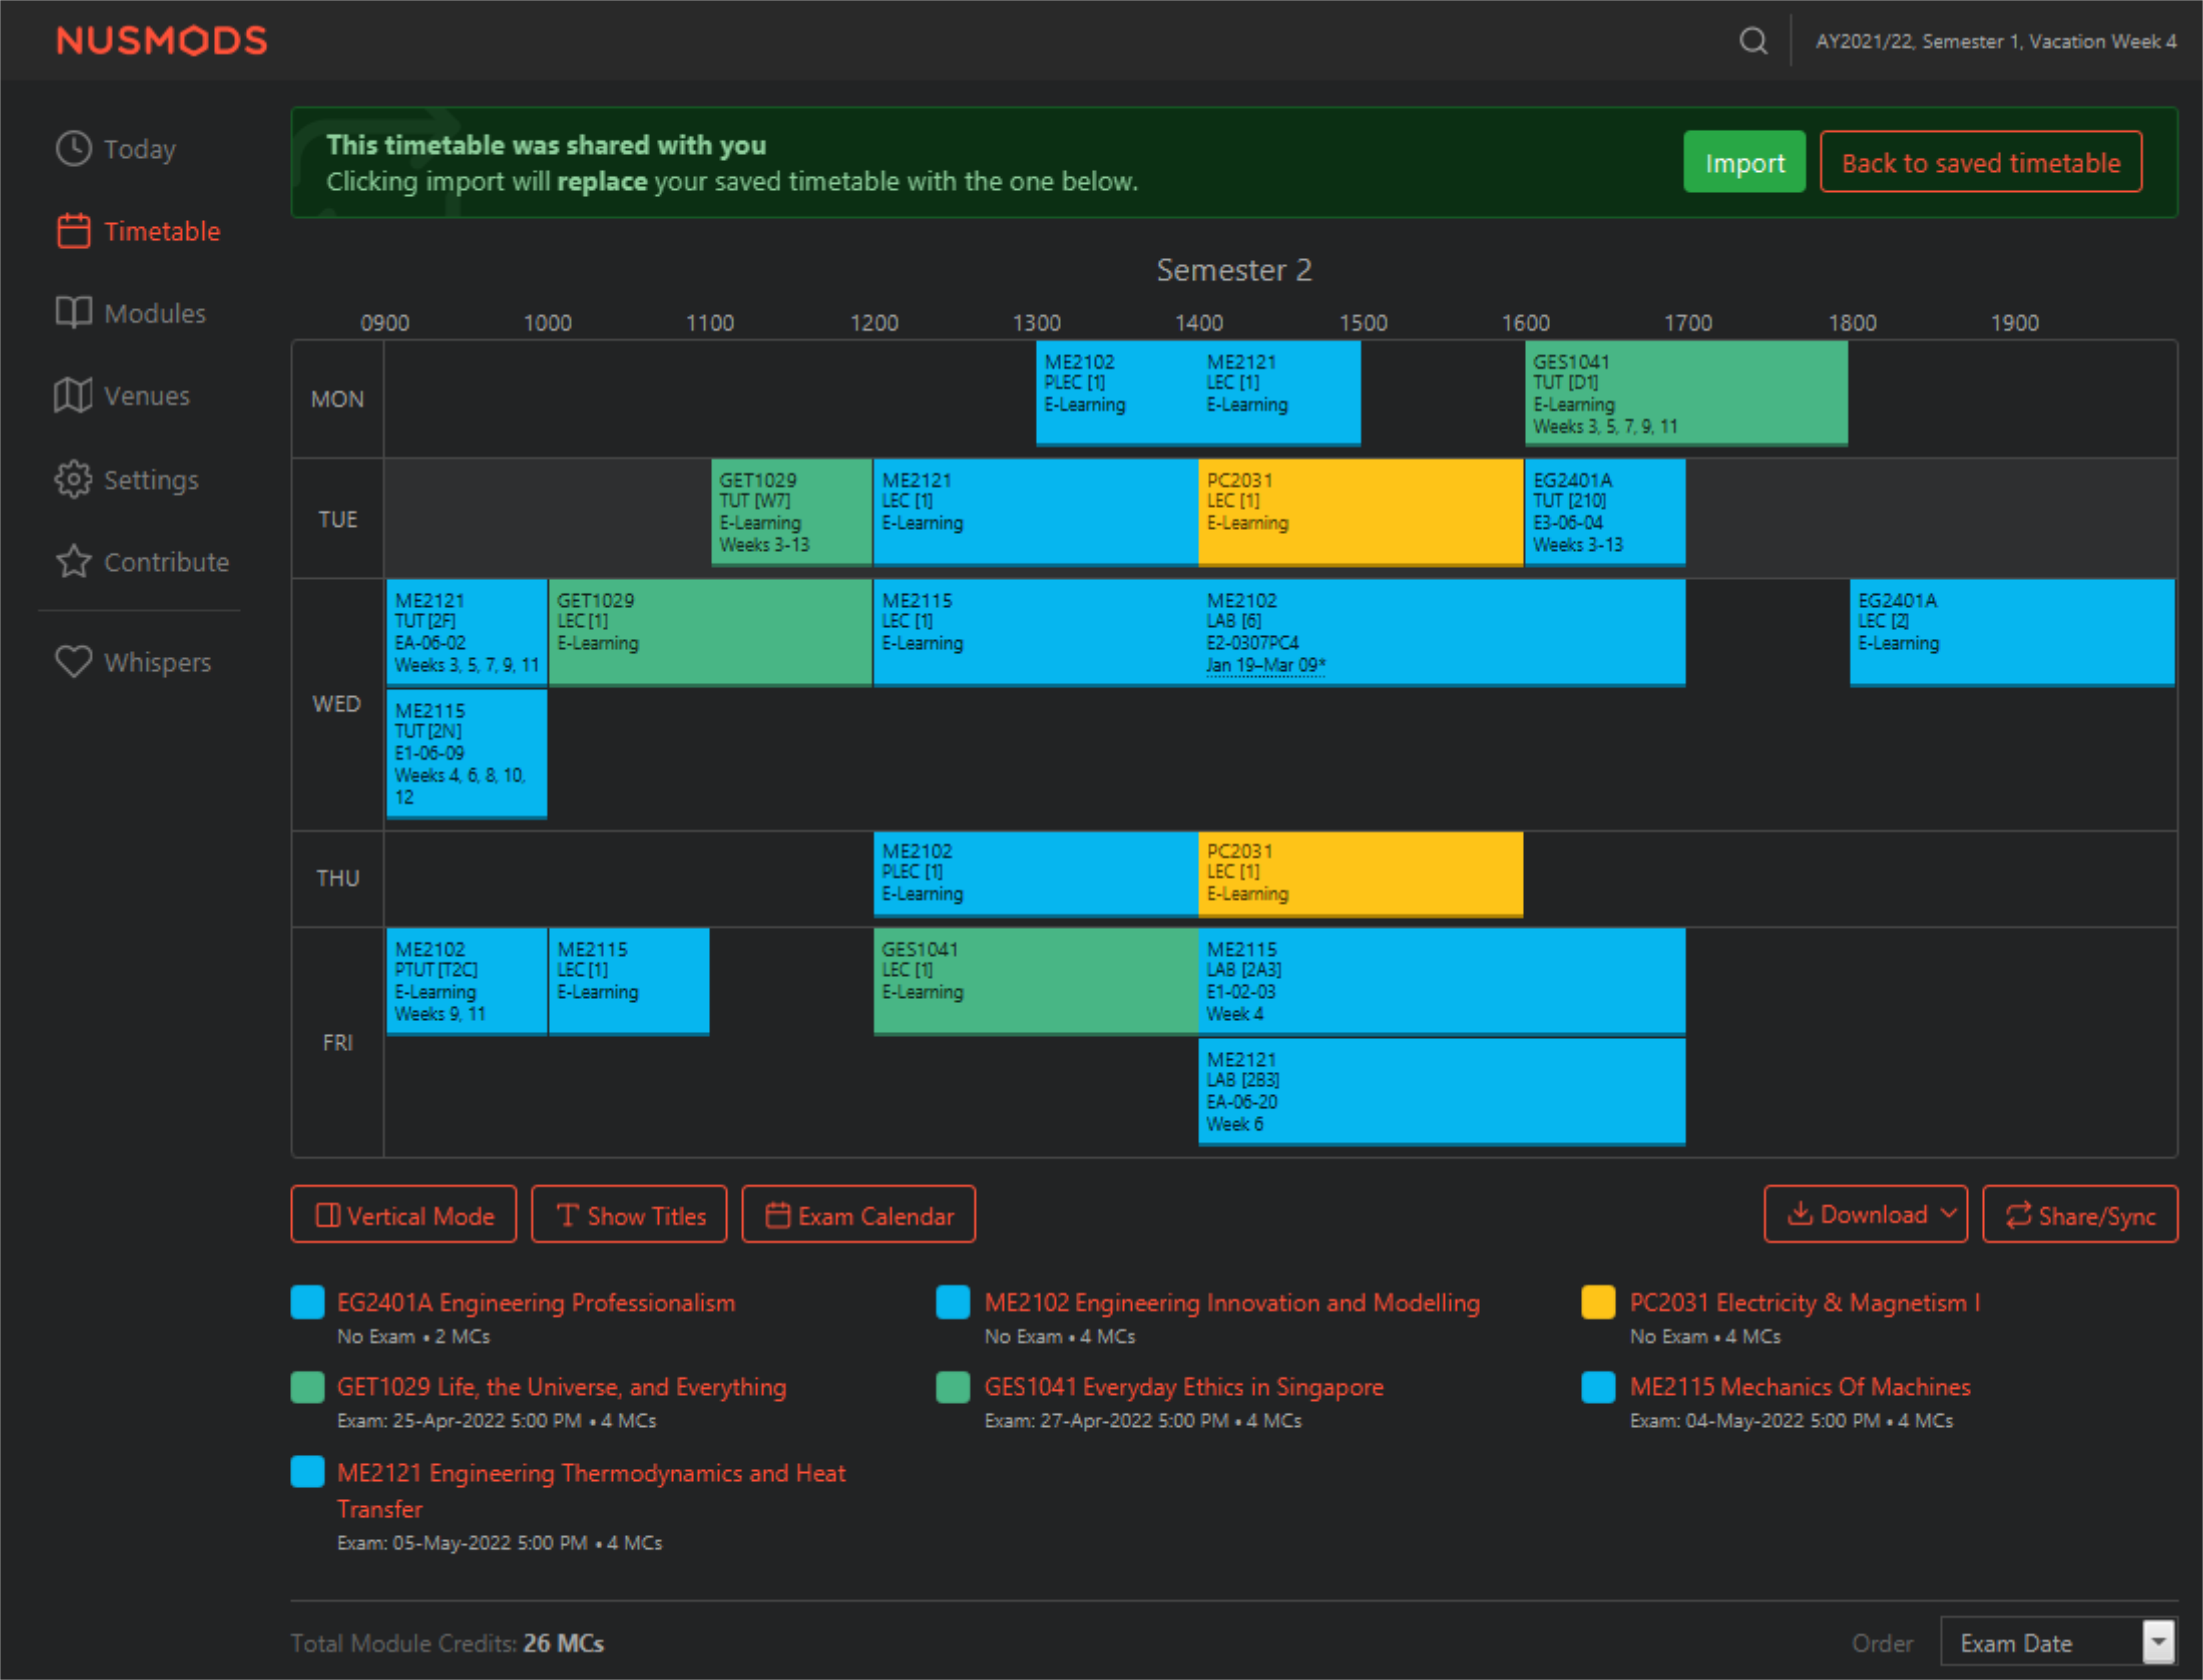 NUSMODS
AY2021/22, Semester 1, Vacation Week 4
Today
Timetable
Modules
Venues
Settings
Contribute
Whispers
This timetable was shared with you
Clicking import will replace your saved timetable with the one below.
Import
Back to saved timetable
Semester 2
0900 1000 1100 1200 1300 1400 1500 1600 1700 1800 1900
MON
ME2102
PLEC [1]
E-Learning
ME2121
LEC [1]
E-Learning
GES1041
TUT [D1]
E-Learning
Weeks 3, 5, 7, 9, 11
TUE
GET1029
TUT [W7]
E-Learning
Weeks 3-13
ME2121
LEC [1]
E-Learning
PC2031
LEC [1]
E-Learning
EG2401A
TUT [210]
E3-06-04
Weeks 3-13
WED
ME2121
TUT [2F]
EA-06-02
Weeks 3, 5, 7, 9, 11
GET1029
LEC [1]
E-Learning
ME2115
LEC [1]
E-Learning
ME2102
LAB [6]
E2-0307PC4
Jan 19–Mar 09*
EG2401A
LEC [2]
E-Learning
ME2115
TUT [2N]
E1-06-09
Weeks 4, 6, 8, 10,
12
THU
ME2102
PLEC [1]
E-Learning
PC2031
LEC [1]
E-Learning
FRI
ME2102
PTUT [T2C]
E-Learning
Weeks 9, 11
ME2115
LEC [1]
E-Learning
GES1041
LEC [1]
E-Learning
ME2115
LAB [2A3]
E1-02-03
Week 4
ME2121
LAB [2B3]
EA-06-20
Week 6
Vertical Mode
Show Titles
Exam Calendar
Download
Share/Sync
EG2401A Engineering Professionalism
No Exam • 2 MCs
ME2102 Engineering Innovation and Modelling
No Exam • 4 MCs
PC2031 Electricity & Magnetism I
No Exam • 4 MCs
GET1029 Life, the Universe, and Everything
Exam: 25-Apr-2022 5:00 PM • 4 MCs
GES1041 Everyday Ethics in Singapore
Exam: 27-Apr-2022 5:00 PM • 4 MCs
ME2115 Mechanics Of Machines
Exam: 04-May-2022 5:00 PM • 4 MCs
ME2121 Engineering Thermodynamics and Heat
Transfer
Exam: 05-May-2022 5:00 PM • 4 MCs
Total Module Credits: 26 MCs
Order
Exam Date